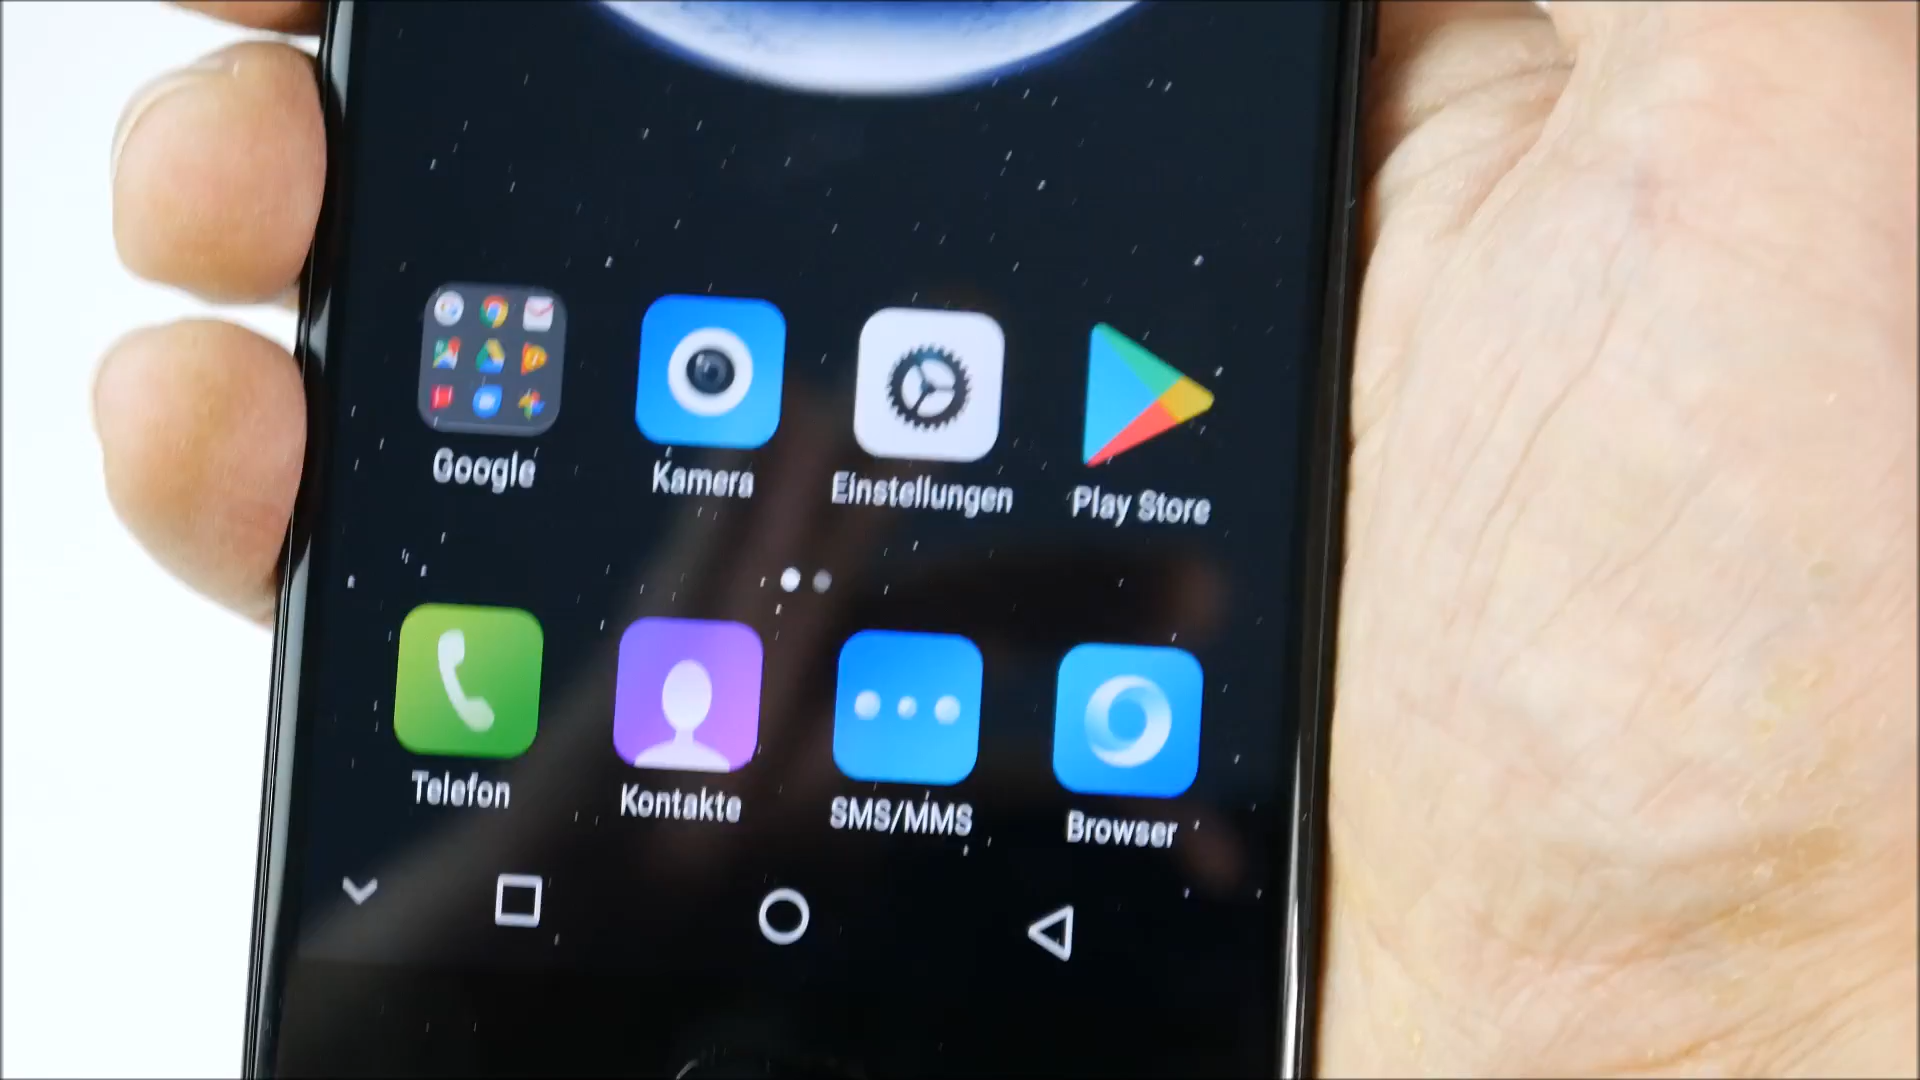 Google
Kamera
Einstellungen
Play Store
Telefon
Kontakte
SMS/MMS
Browser